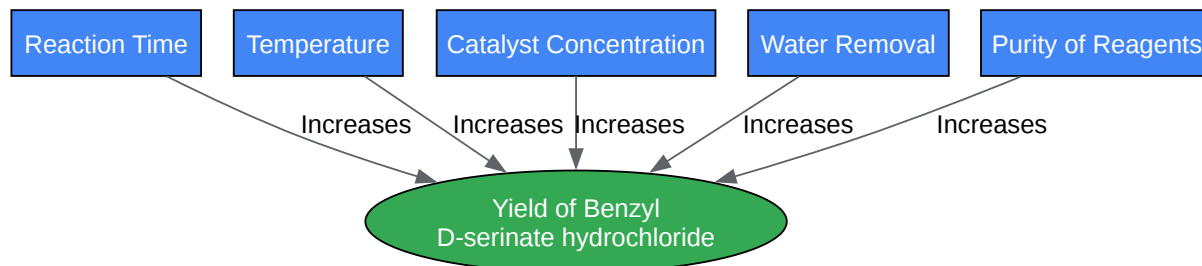 Reaction Time
Temperature
Catalyst Concentration
Water Removal
Purity of Reagents
Increases
Increases
Increases
Increases
Increases
Yield of Benzyl
D-serinate hydrochloride